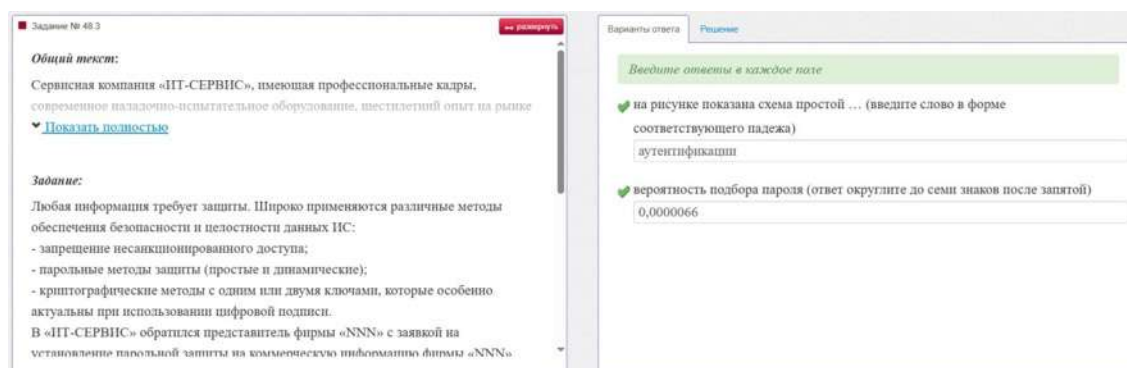 Задание № 48.3
развернуть
Общий текст:
Сервисная компания «ИТ-СЕРВИС», имеющая профессиональные кадры,
современное наладочно-испытательное оборудование, шестилетний опыт на рынке
Показать полностью
Задание:
Любая информация требует защиты. Широко применяются различные методы
обеспечения безопасности и целостности данных ИС:
- запрещение несанкционированного доступа;
- парольные методы защиты (простые и динамические);
- криптографические методы с одним или двумя ключами, которые особенно
актуальны при использовании цифровой подписи.
В «ИТ-СЕРВИС» обратился представитель фирмы «NNN» с заявкой на
установление парольной защиты на коммерческую информацию фирмы «NNN».
Варианты ответа
Решение
Введите ответы в каждое поле
на рисунке показана схема простой … (введите слово в форме
соответствующего падежа)
аутентификации
вероятность подбора пароля (ответ округлите до семи знаков после запятой)
0,0000066